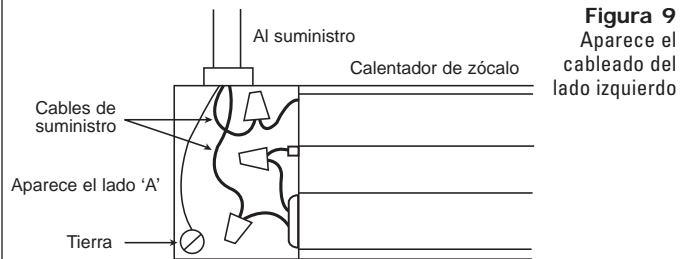 Al suministro
Calentador de zócalo
Cables de
suministro
Aparece el lado ‘A’
Tierra
Figura 9
Aparece el
cableado del
lado izquierdo